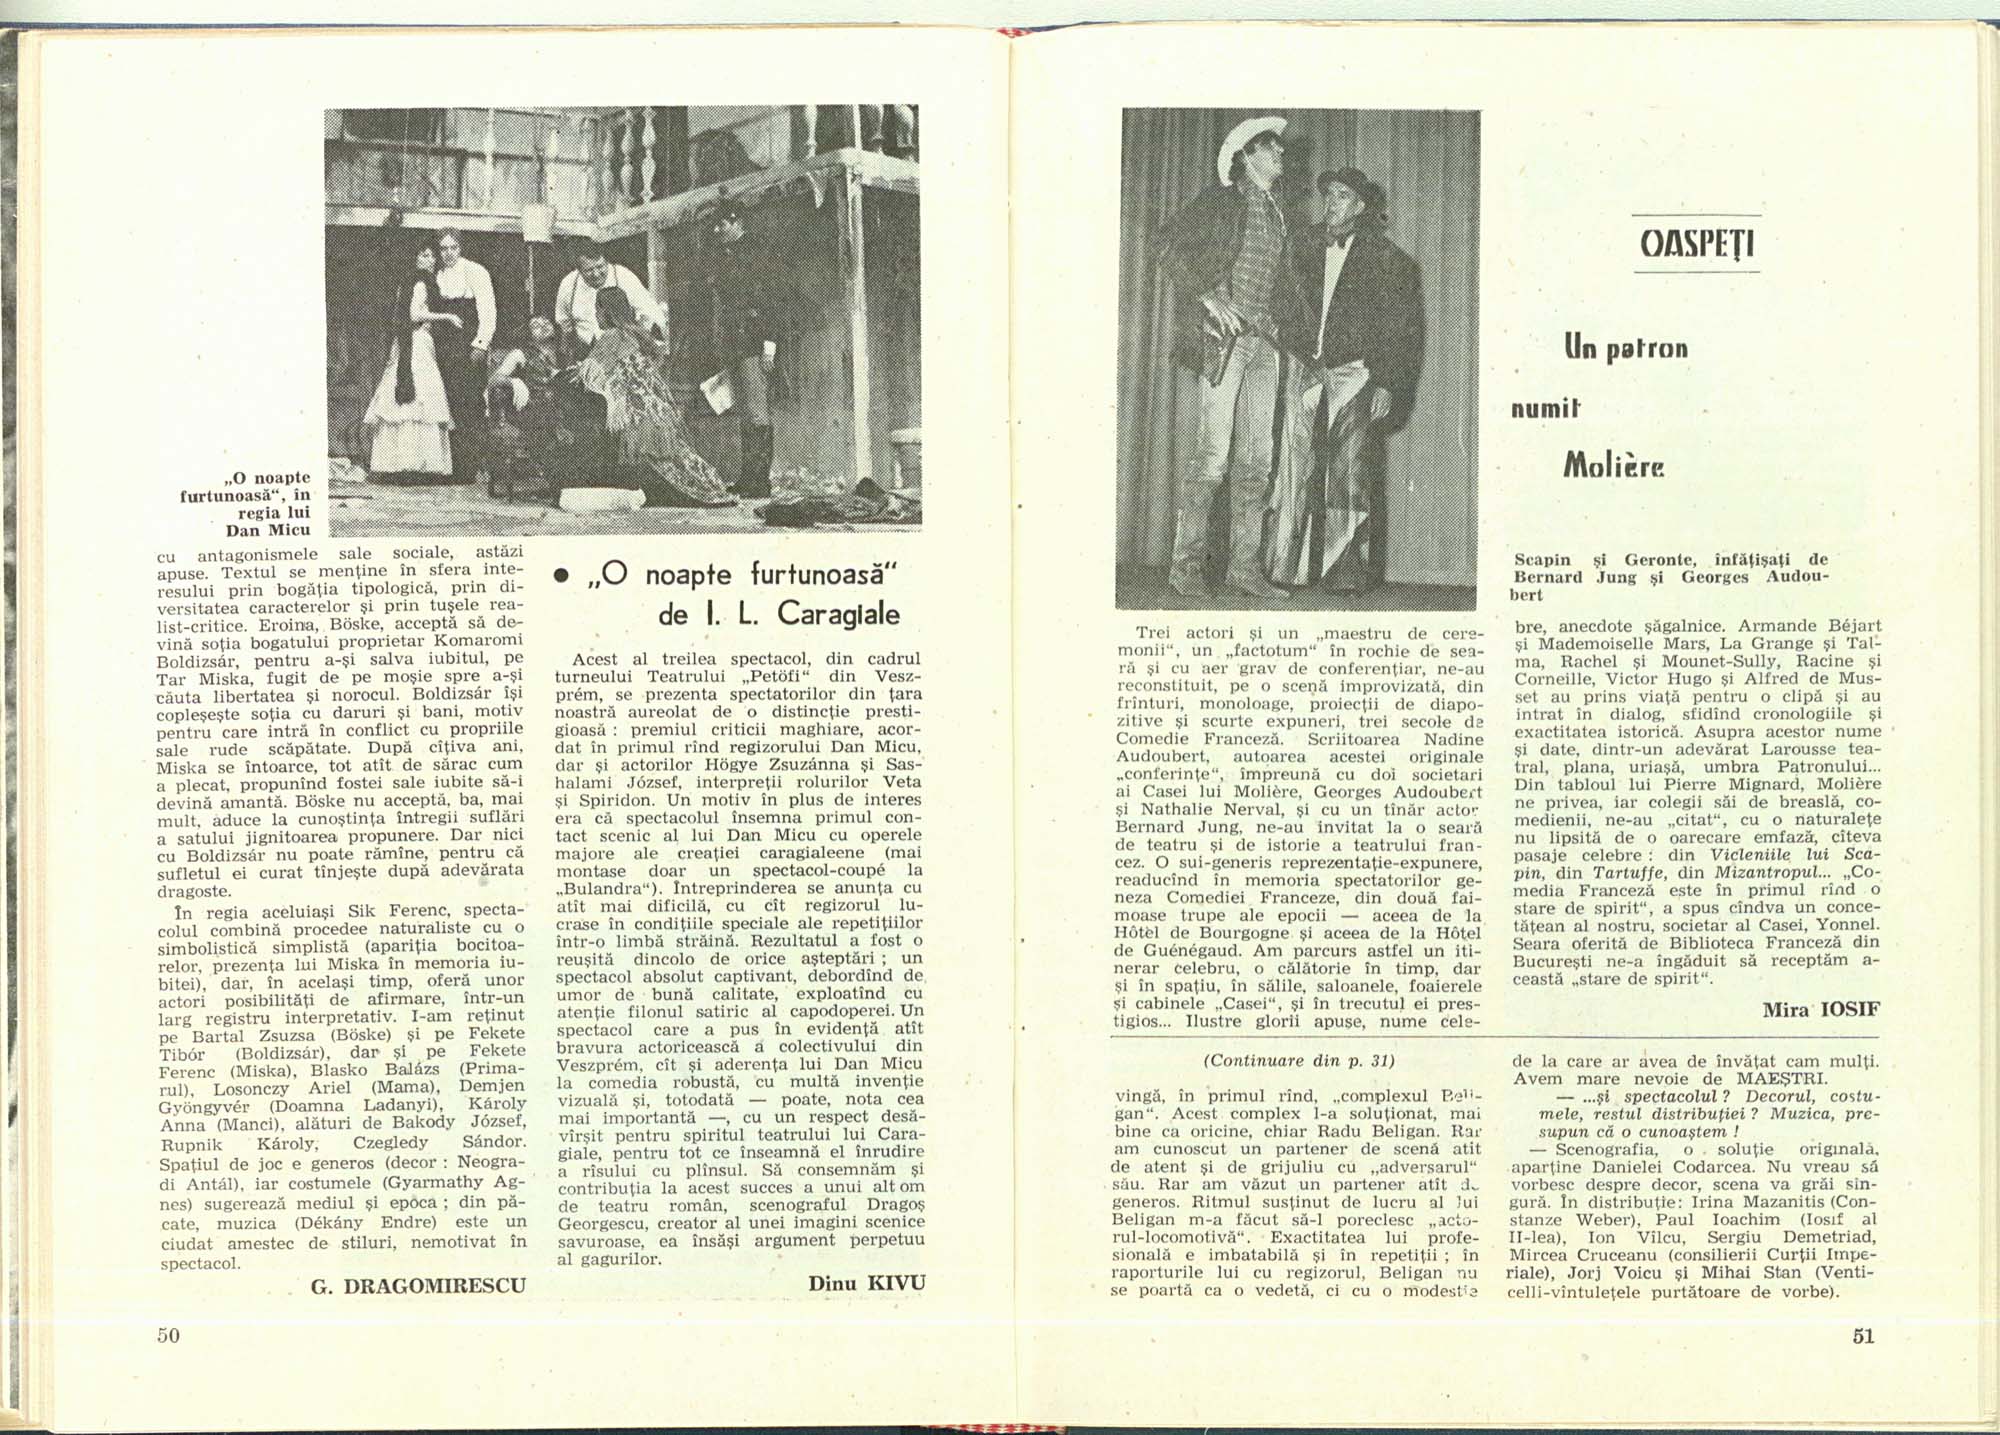 „O noapte
furtunoasă“, în
regia lui
Dan Micu
cu antagonismele sale sociale, astăzi
apuse. Textul se menține în sfera inte-
resului prin bogăția tipologică, prin di-
versitatea caracterelor și prin tușele rea-
list-critice. Eroina, Böske, acceptă să de-
vină soția bogatului proprietar Komaromi
Boldizsár, pentru a-și salva iubitul, pe
Tar Miska, fugit de pe moșie spre a-și
căuta libertatea și norocul. Boldizsár își
copleșește soția cu daruri și bani, motiv
pentru care intră în conflict cu propriile
sale rude scăpătate. După cîțiva ani,
Miska se întoarce, tot atît de sărac cum
a plecat, propunînd fostei sale iubite să-i
devină amantă. Böske nu acceptă, ba, mai
mult, aduce la cunoștința întregii suflări
a satului jignitoarea propunere. Dar nici
cu Boldizsár nu poate rămîne, pentru că
sufletul ei curat tînjește după adevărata
dragoste.
În regia aceluiași Sik Ferenc, specta-
colul combină procedee naturaliste cu o
simbolistică simplistă (apariția bocitoa-
relor, prezența lui Miska în memoria iu-
bitei), dar, în același timp, oferă unor
actori posibilități de afirmare, într-un
larg registru interpretativ. I-am reținut
pe Bartal Zsuzsa (Böske) și pe Fekete
Tibór (Boldizsár), dar și pe Fekete
Ferenc (Miska), Blasko Balázs (Prima-
rul), Losonczy Ariel (Mama), Demjen
Gyöngyvér (Doamna Ladanyi), Károly
Anna (Manci), alături de Bakody József,
Rupnik Károly, Czegledy Sándor.
Spațiul de joc e generos (decor : Neogra-
di Antál), iar costumele (Gyarmathy Ag-
nes) sugerează mediul și epoca ; din pă-
cate, muzica (Dékány Endre) este un
ciudat amestec de stiluri, nemotivat în
spectacol.
G. DRAGOMIRESCU
50
● „O noapte furtunoasă“
de I. L. Caragiale
Acest al treilea spectacol, din cadrul
turneului Teatrului „Petöfi“ din Vesz-
prém, se prezenta spectatorilor din țara
noastră aureolat de o distincție presti-
gioasă : premiul criticii maghiare, acor-
dat în primul rînd regizorului Dan Micu,
dar și actorilor Högye Zsuzánna și Sas-
halami József, interpreții rolurilor Veta
și Spiridon. Un motiv în plus de interes
era că spectacolul însemna primul con-
tact scenic al lui Dan Micu cu operele
majore ale creației caragialeene (mai
montase doar un spectacol-coupé la
„Bulandra“). Întreprinderea se anunța cu
atît mai dificilă, cu cît regizorul lu-
crase în condițiile speciale ale repetițiilor
într-o limbă străină. Rezultatul a fost o
reușită dincolo de orice așteptări ; un
spectacol absolut captivant, debordînd de
umor de bună calitate, exploatînd cu
atenție filonul satiric al capodoperei. Un
spectacol care a pus în evidență atît
bravura actoricească a colectivului din
Veszprém, cît și aderența lui Dan Micu
la comedia robustă, cu multă invenție
vizuală și, totodată — poate, nota cea
mai importantă —, cu un respect desă-
vîrșit pentru spiritul teatrului lui Cara-
giale, pentru tot ce înseamnă el înrudire
a rîsului cu plînsul. Să consemnăm și
contribuția la acest succes a unui alt om
de teatru român, scenograful Dragoș
Georgescu, creator al unei imagini scenice
savuroase, ea însăși argument perpetuu
al gagurilor.
Dinu KIVU
OASPEȚI
Un patron
numit
Molière
Scapin și Geronte, înfățișați de
Bernard Jung și Georges Audou-
bert
Trei actori și un „maestru de cere-
monii“, un „factotum“ în rochie de sea-
ră și cu aer grav de conferențiar, ne-au
reconstituit, pe o scenă improvizată, din
frînturi, monoloage, proiecții de diapo-
zitive și scurte expuneri, trei secole de
Comedie Franceză. Scriitoarea Nadine
Audoubert, autoarea acestei originale
„conferințe“, împreună cu doi societari
ai Casei lui Molière, Georges Audoubert
și Nathalie Nerval, și cu un tînăr actor
Bernard Jung, ne-au invitat la o seară
de teatru și de istorie a teatrului fran-
cez. O sui-generis reprezentație-expunere,
readucînd în memoria spectatorilor ge-
neza Comediei Franceze, din două fai-
moase trupe ale epocii — aceea de la
Hôtel de Bourgogne și aceea de la Hôtel
de Guénégaud. Am parcurs astfel un iti-
nerar celebru, o călătorie în timp, dar
și în spațiu, în sălile, saloanele, foaierele
și cabinele „Casei“, și în trecutul ei pres-
tigios... Ilustre glorii apuse, nume cele-
bre, anecdote șăgalnice. Armande Béjart
și Mademoiselle Mars, La Grange și Tal-
ma, Rachel și Mounet-Sully, Racine și
Corneille, Victor Hugo și Alfred de Mus-
set au prins viață pentru o clipă și au
intrat în dialog, sfidînd cronologiile și
exactitatea istorică. Asupra acestor nume
și date, dintr-un adevărat Larousse tea-
tral, plana, uriașă, umbra Patronului...
Din tabloul lui Pierre Mignard, Molière
ne privea, iar colegii săi de breaslă, co-
medienii, ne-au „citat“, cu o naturalețe
nu lipsită de o oarecare emfază, cîteva
pasaje celebre : din Vicleniile lui Sca-
pin, din Tartuffe, din Mizantropul... „Co-
media Franceză este în primul rînd o
stare de spirit“, a spus cîndva un conce-
tățean al nostru, societar al Casei, Yonnel.
Seara oferită de Biblioteca Franceză din
București ne-a îngăduit să receptăm a-
ceastă „stare de spirit“.
Mira IOSIF
(Continuare din p. 31)
vingă, în primul rînd, „complexul Beli-
gan“. Acest complex l-a soluționat, mai
bine ca oricine, chiar Radu Beligan. Rar
am cunoscut un partener de scenă atît
de atent și de grijuliu cu „adversarul“
său. Rar am văzut un partener atît de
generos. Ritmul susținut de lucru al lui
Beligan m-a făcut să-l poreclesc „acto-
rul-locomotivă“. Exactitatea lui profe-
sională e imbatabilă și în repetiții ; în
raporturile lui cu regizorul, Beligan nu
se poartă ca o vedetă, ci cu o modestie
de la care ar avea de învățat cam mulți.
Avem mare nevoie de MAEȘTRI.
— ...și spectacolul ? Decorul, costu-
mele, restul distribuției ? Muzica, pre-
supun că o cunoaștem !
— Scenografia, o soluție originală,
aparține Danielei Codarcea. Nu vreau să
vorbesc despre decor, scena va grăi sin-
gură. În distribuție: Irina Mazanitis (Con-
stanze Weber), Paul Ioachim (Iosif al
II-lea), Ion Vîlcu, Sergiu Demetriad,
Mircea Cruceanu (consilierii Curții Impe-
riale), Jorj Voicu și Mihai Stan (Venti-
celli-vîntulețele purtătoare de vorbe).
51